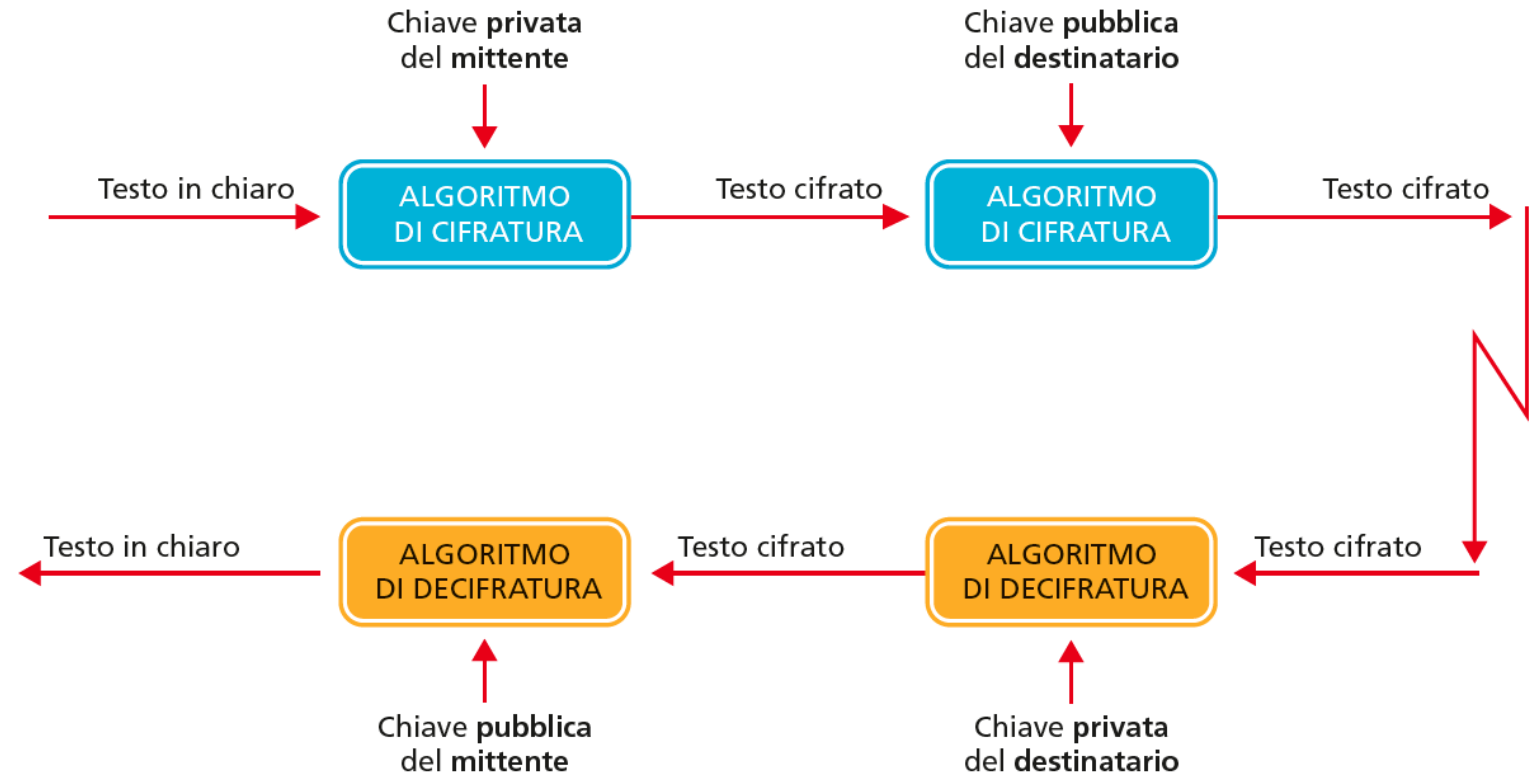 Chiave privata
del mittente
Chiave pubblica
del destinatario
Testo in chiaro
ALGORITMO
DI CIFRATURA
Testo cifrato
ALGORITMO
DI CIFRATURA
Testo cifrato
Testo in chiaro
ALGORITMO
DI DECIFRATURA
Testo cifrato
ALGORITMO
DI DECIFRATURA
Testo cifrato
Chiave pubblica
del mittente
Chiave privata
del destinatario